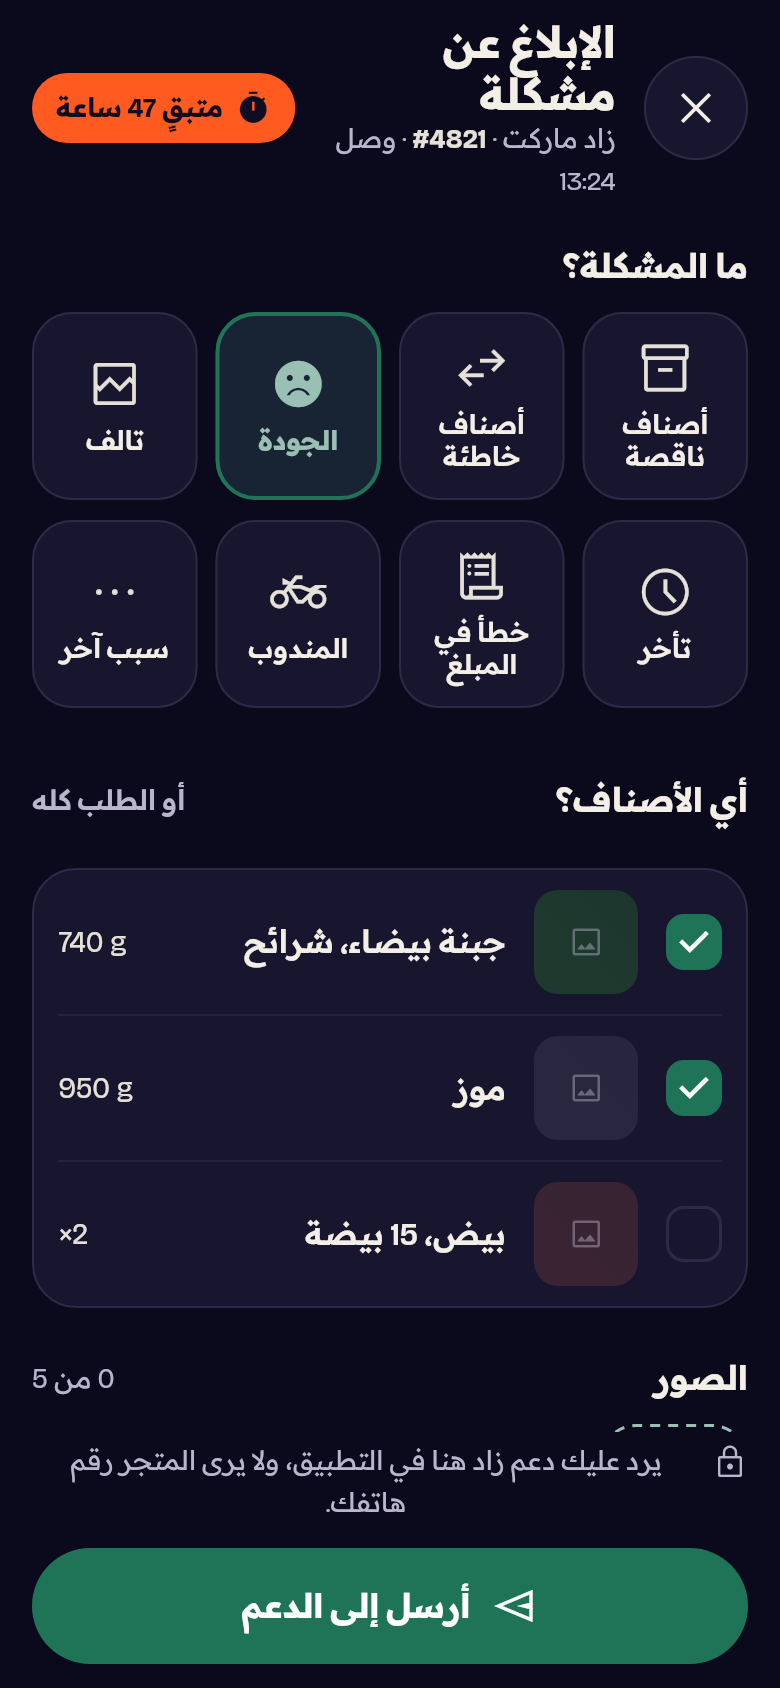 الإبلاغ عن
مشكلة
زاد ماركت · #4821 · وصل
13:24
متبقٍ 47 ساعة
ما المشكلة؟
أصناف
ناقصة
أصناف
خاطئة
الجودة
تالف
تأخر
خطأ في
المبلغ
المندوب
سبب آخر
أي الأصناف؟
أو الطلب كله
جبنة بيضاء، شرائح
740 g
موز
950 g
بيض، 15 بيضة
×2
الصور
0 من 5
يرد عليك دعم زاد هنا في التطبيق، ولا يرى المتجر رقم
هاتفك.
أرسل إلى الدعم